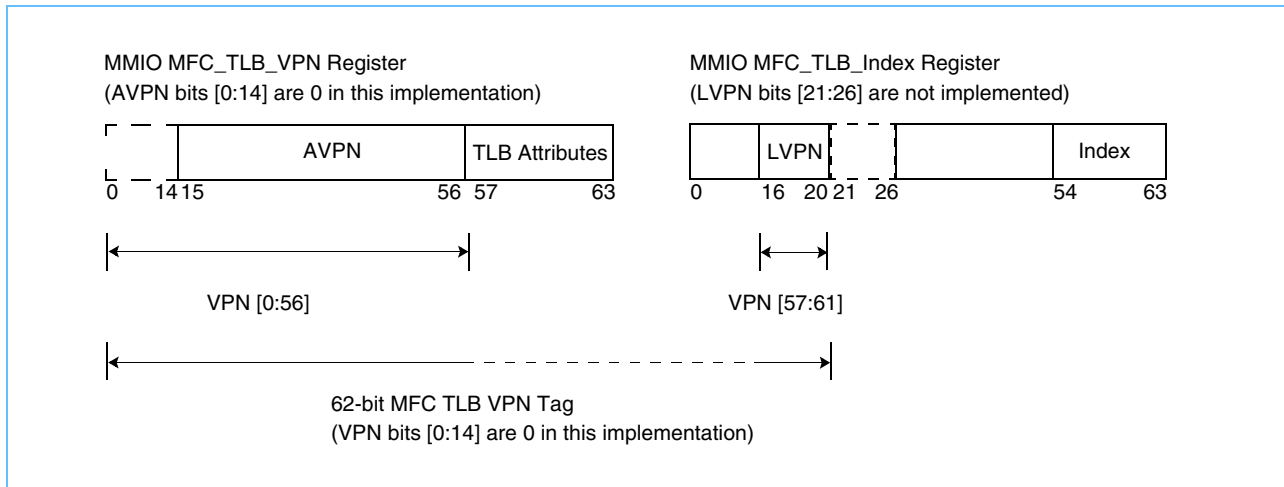 MMIO MFC_TLB_VPN Register
(AVPN bits [0:14] are 0 in this implementation)
AVPN
TLB Attributes
0
14
15
56
57
63
VPN [0:56]
MMIO MFC_TLB_Index Register
(LVPN bits [21:26] are not implemented)
LVPN
Index
0
16
20
21
26
54
63
VPN [57:61]
62-bit MFC TLB VPN Tag
(VPN bits [0:14] are 0 in this implementation)